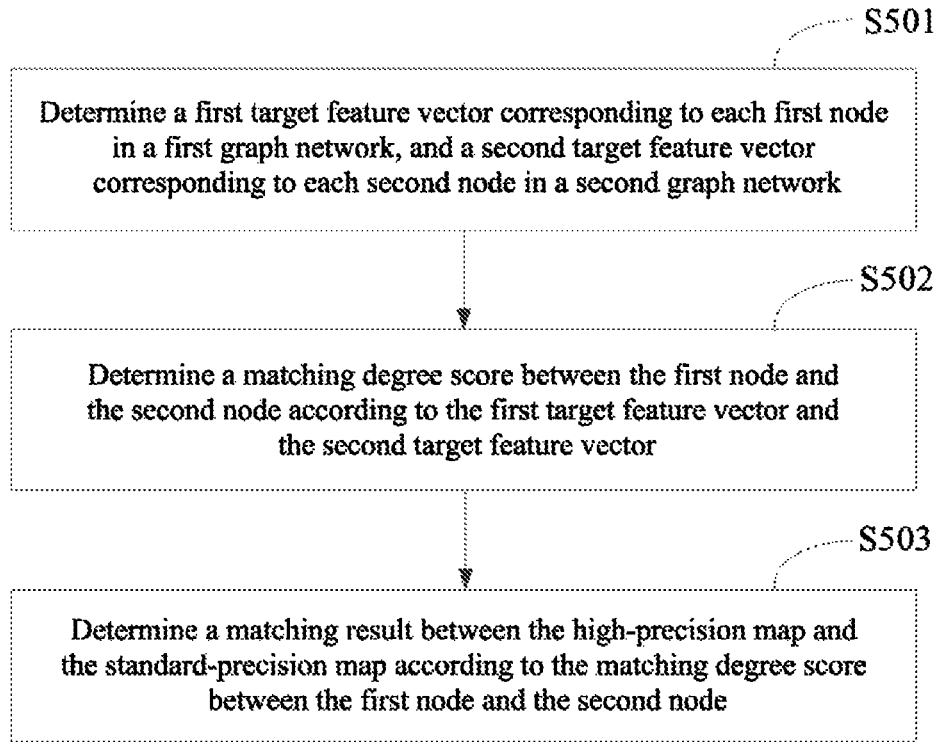 S501
Determine a first target feature vector corresponding to each first node
in a first graph network, and a second target feature vector
corresponding to each second node in a second graph network
S502
Determine a matching degree score between the first node and
the second node according to the first target feature vector and
the second target feature vector
S503
Determine a matching result between the high-precision map and
the standard-precision map according to the matching degree score
between the first node and the second node